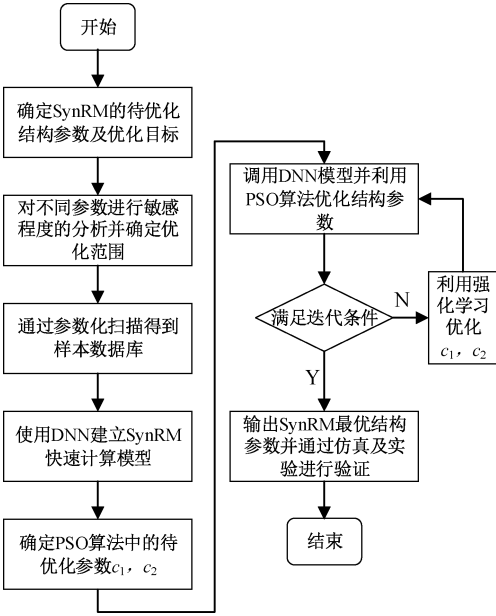 开始
确定SynRM的待优化
结构参数及优化目标
对不同参数进行敏感
程度的分析并确定优
化范围
通过参数化扫描得到
样本数据库
使用DNN建立SynRM
快速计算模型
确定PSO算法中的待
优化参数c₁，c₂
调用DNN模型并利用
PSO算法优化结构参
数
满足迭代条件
N
利用强
化学习
优化
c₁，c₂
Y
输出SynRM最优结构
参数并通过仿真及实
验进行验证
结束